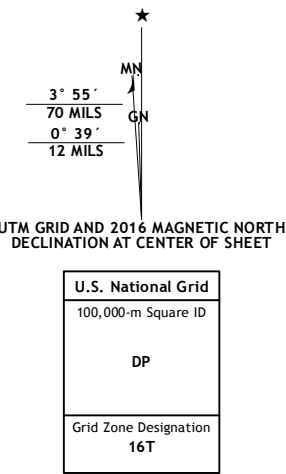 ★
MN
3° 55´
70 MILS
GN
0° 39´
12 MILS
UTM GRID AND 2016 MAGNETIC NORTH
DECLINATION AT CENTER OF SHEET
U.S. National Grid
100,000-m Square ID
DP
Grid Zone Designation
16T